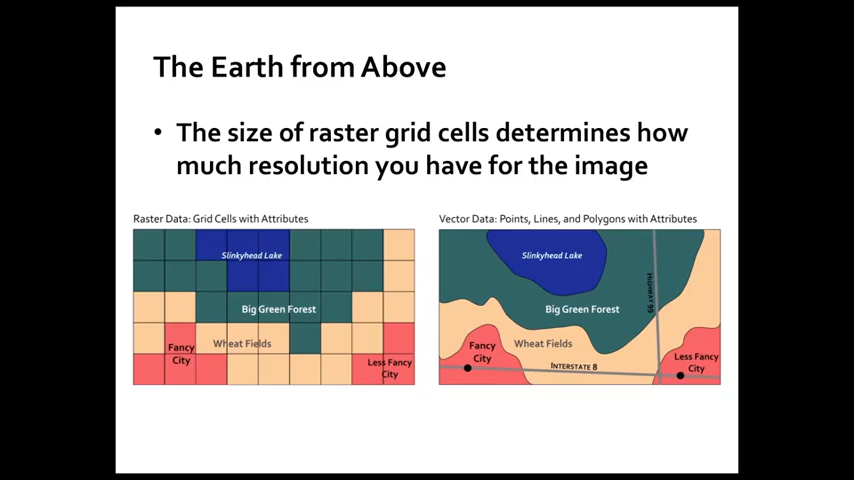 The Earth from Above
• The size of raster grid cells determines how
much resolution you have for the image
Raster Data: Grid Cells with Attributes
Slinkyhead Lake
Big Green Forest
Wheat Fields
Fancy
City
Less Fancy
City
Vector Data: Points, Lines, and Polygons with Attributes
Slinkyhead Lake
Highway 99
Big Green Forest
Wheat Fields
Fancy
City
Less Fancy
City
Interstate 8